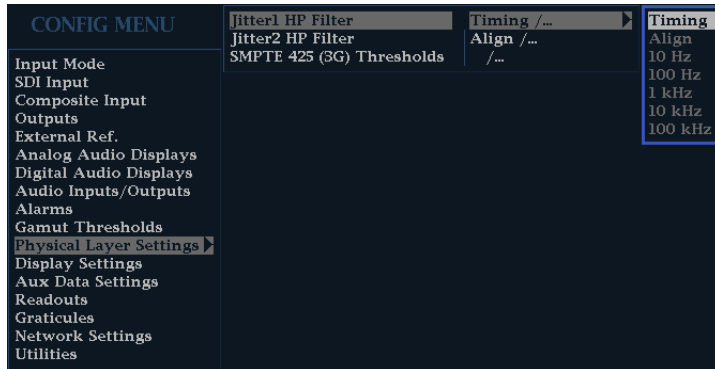 CONFIG MENU
Input Mode
SDI Input
Composite Input
Outputs
External Ref.
Analog Audio Displays
Digital Audio Displays
Audio Inputs/Outputs
Alarms
Gamut Thresholds
Physical Layer Settings
Display Settings
Aux Data Settings
Readouts
Graticules
Network Settings
Utilities
Jitter1 HP Filter Timing /...
Jitter2 HP Filter Align /...
SMPTE 425 (3G) Thresholds /...
Timing
Align
10 Hz
100 Hz
1 kHz
10 kHz
100 kHz